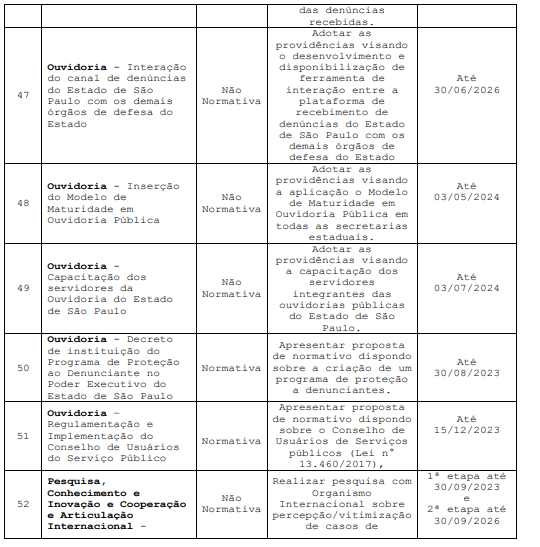 das denúncias
recebidas.
47
Ouvidoria – Interação
do canal de denúncias
do Estado de São
Paulo com os demais
órgãos de defesa do
Estado
Não
Normativa
Adotar as
providências visando
o desenvolvimento e
disponibilização de
ferramenta de
interação entre a
plataforma de
recebimento de
denúncias do Estado
de São Paulo com os
demais órgãos de
defesa do Estado
Até
30/06/2026
48
Ouvidoria – Inserção
do Modelo de
Maturidade em
Ouvidoria Pública
Não
Normativa
Adotar as
providências visando
a aplicação o Modelo
de Maturidade em
Ouvidoria Pública em
todas as secretarias
estaduais.
Até
03/05/2024
49
Ouvidoria –
Capacitação dos
servidores da
Ouvidoria do Estado
de São Paulo
Não
Normativa
Adotar as
providências visando
a capacitação dos
servidores
integrantes das
ouvidorias públicas
do Estado de São
Paulo.
Até
03/07/2024
50
Ouvidoria – Decreto
de instituição do
Programa de Proteção
ao Denunciante no
Poder Executivo do
Estado de São Paulo
Normativa
Apresentar proposta
de normativo dispondo
sobre a criação de um
programa de proteção
a denunciantes.
Até
30/08/2023
51
Ouvidoria –
Regulamentação e
Implementação do
Conselho de Usuários
do Serviço Público
Normativa
Apresentar proposta
de normativo dispondo
sobre o Conselho de
Usuários de Serviços
públicos (Lei n°
13.460/2017),
Até
15/12/2023
52
Pesquisa,
Conhecimento e
Inovação e Cooperação
e Articulação
Internacional –
Não
Normativa
Realizar pesquisa com
Organismo
Internacional sobre
percepção/vitimização
de casos de
1ª etapa até
30/09/2023
e
2ª etapa até
30/09/2026